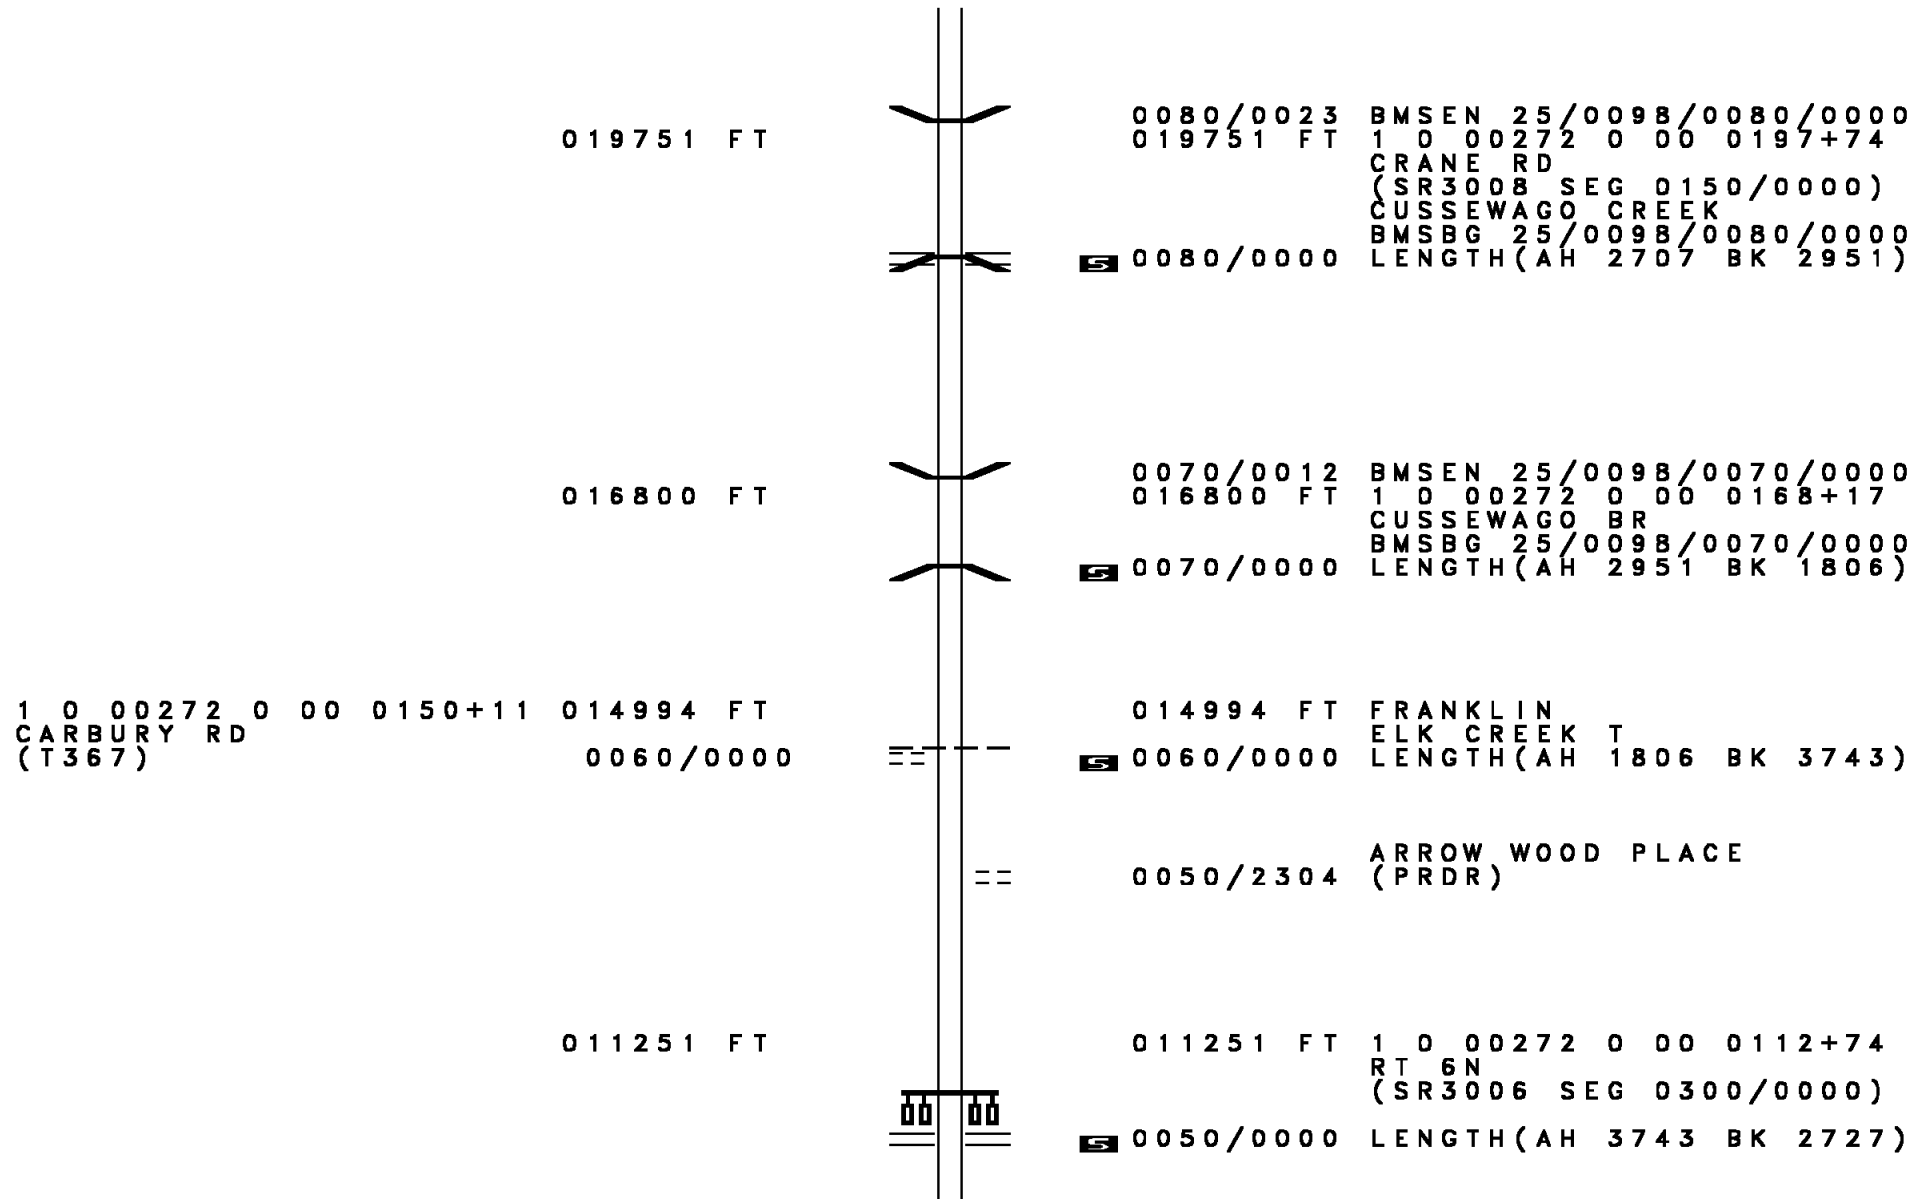 0080/0023 BMSEN 25/0098/0080/0000
019751 FT 019751 FT 1 0 00272 0 00 0197+74
CRANE RD
(SR3008 SEG 0150/0000)
CUSSEWAGO CREEK
BMSBG 25/0098/0080/0000
S 0080/0000 LENGTH(AH 2707 BK 2951)
0070/0012 BMSEN 25/0098/0070/0000
016800 FT 016800 FT 1 0 00272 0 00 0168+17
CUSSEWAGO BR
BMSBG 25/0098/0070/0000
S 0070/0000 LENGTH(AH 2951 BK 1806)
1 0 00272 0 00 0150+11 014994 FT 014994 FT FRANKLIN
CARBURY RD ELK CREEK T
(T367) 0060/0000 S 0060/0000 LENGTH(AH 1806 BK 3743)
ARROW WOOD PLACE
0050/2304 (PRDR)
011251 FT 011251 FT 1 0 00272 0 00 0112+74
RT 6N
(SR3006 SEG 0300/0000)
S 0050/0000 LENGTH(AH 3743 BK 2727)